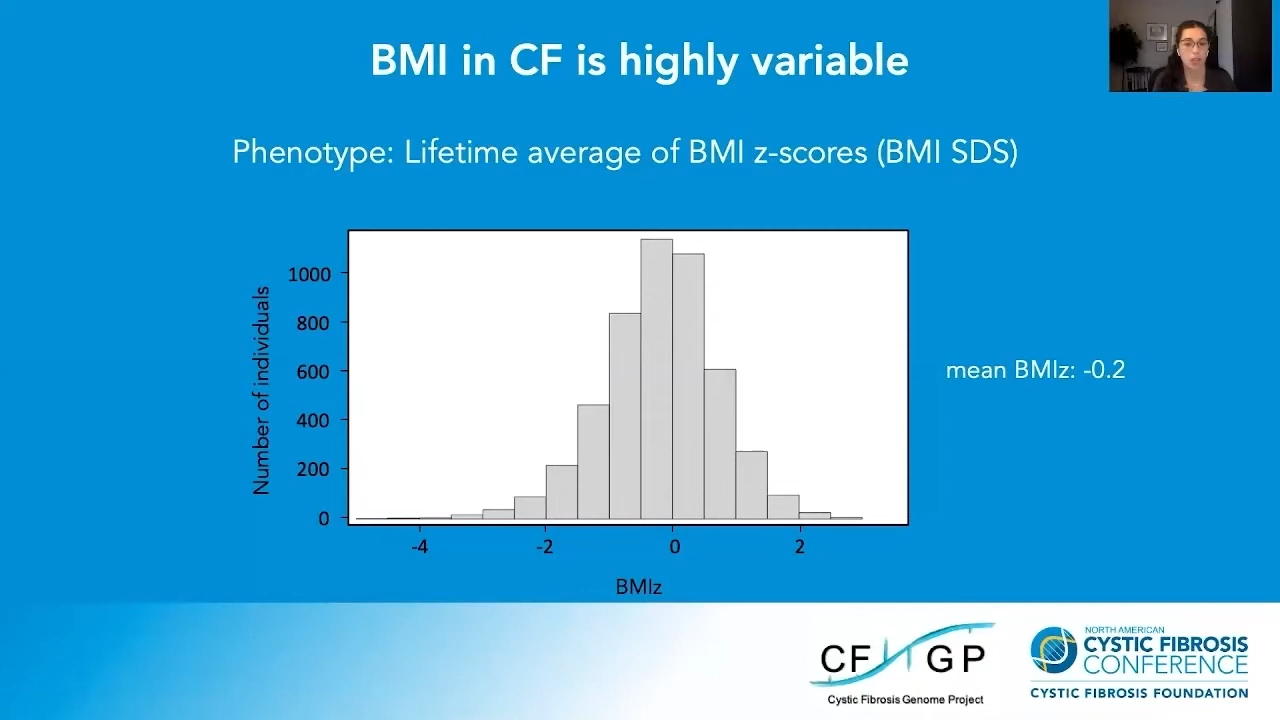 BMI in CF is highly variable
Phenotype: Lifetime average of BMI z-scores (BMI SDS)
Number of individuals
1000
800
600
400
200
0
-4
-2
0
2
BMIz
mean BMIz: -0.2
CF GP
Cystic Fibrosis Genome Project
NORTH AMERICAN
CYSTIC FIBROSIS
CONFERENCE
CYSTIC FIBROSIS FOUNDATION